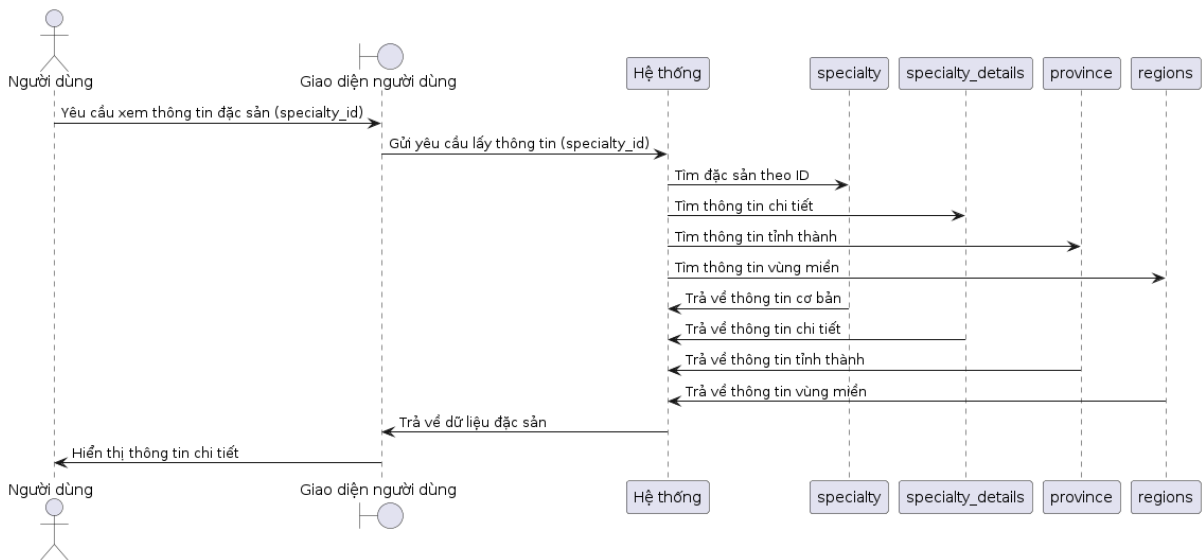 Người dùng
Giao diện người dùng
Hệ thống
specialty
specialty_details
province
regions
Yêu cầu xem thông tin đặc sản (specialty_id)
Gửi yêu cầu lấy thông tin (specialty_id)
Tìm đặc sản theo ID
Tìm thông tin chi tiết
Tìm thông tin tỉnh thành
Tìm thông tin vùng miền
Trả về thông tin cơ bản
Trả về thông tin chi tiết
Trả về thông tin tỉnh thành
Trả về thông tin vùng miền
Trả về dữ liệu đặc sản
Hiển thị thông tin chi tiết
Người dùng
Giao diện người dùng
Hệ thống
specialty
specialty_details
province
regions